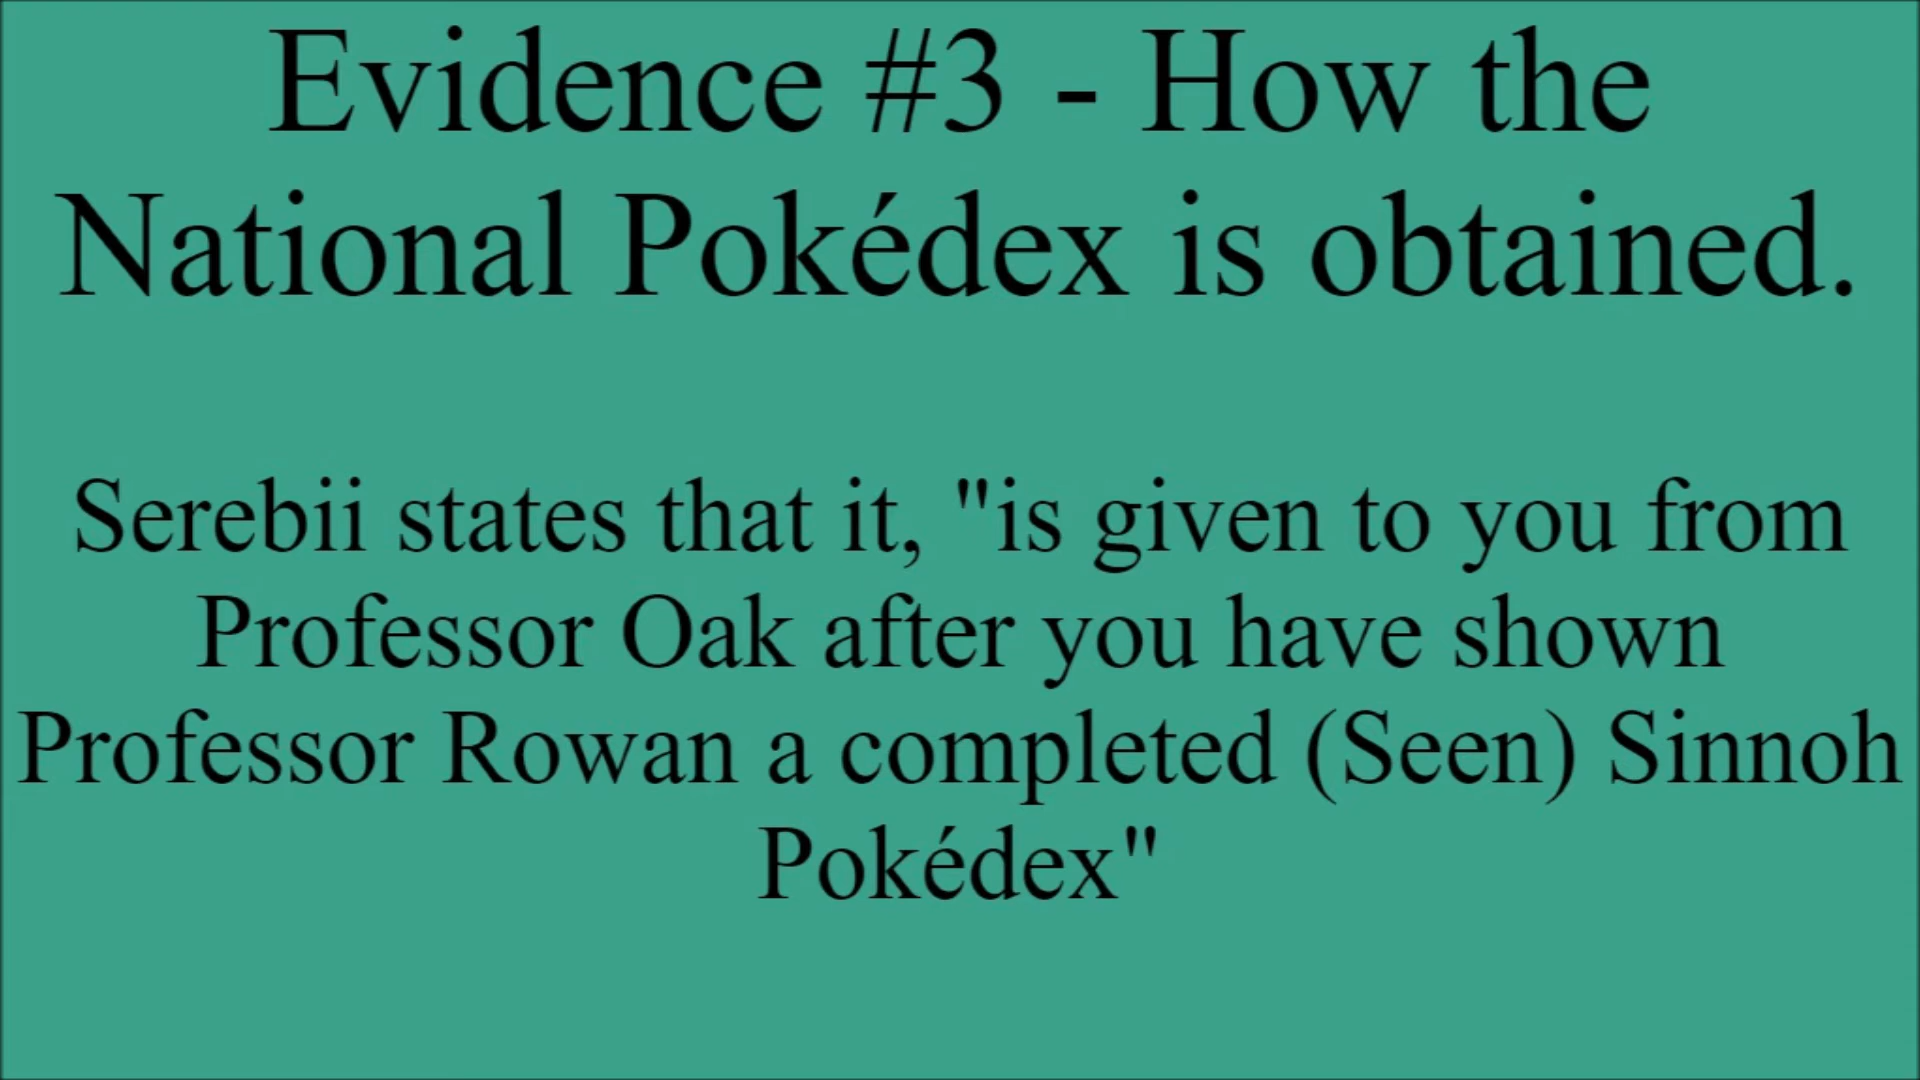 Evidence #3 - How the
National Pokédex is obtained.
Serebii states that it, "is given to you from
Professor Oak after you have shown
Professor Rowan a completed (Seen) Sinnoh
Pokédex"